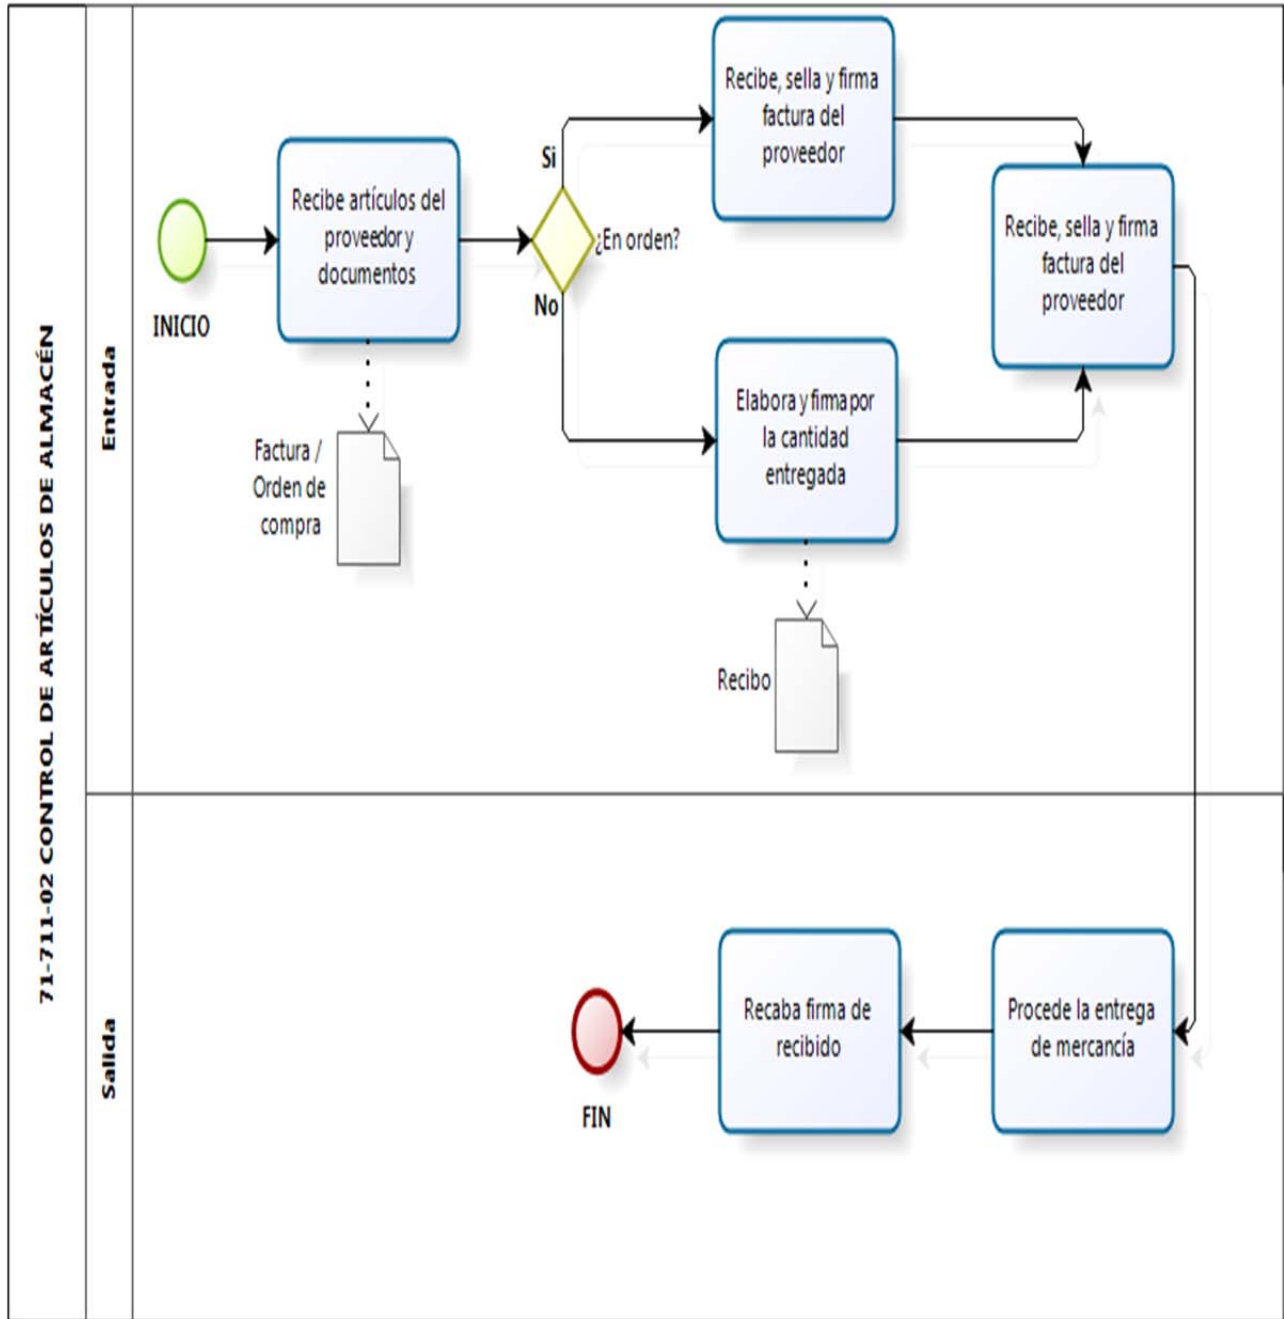 71-711-02 CONTROL DE ARTÍCULOS DE ALMACÉN
Entrada
INICIO
Recibe artículos del
proveedor y
documentos
Factura /
Orden de
compra
Si
¿En orden?
No
Recibe, sella y firma
factura del
proveedor
Elabora y firma por
la cantidad
entregada
Recibo
Recibe, sella y firma
factura del
proveedor
Salida
Procede la entrega
de mercancía
Recaba firma de
recibido
FIN